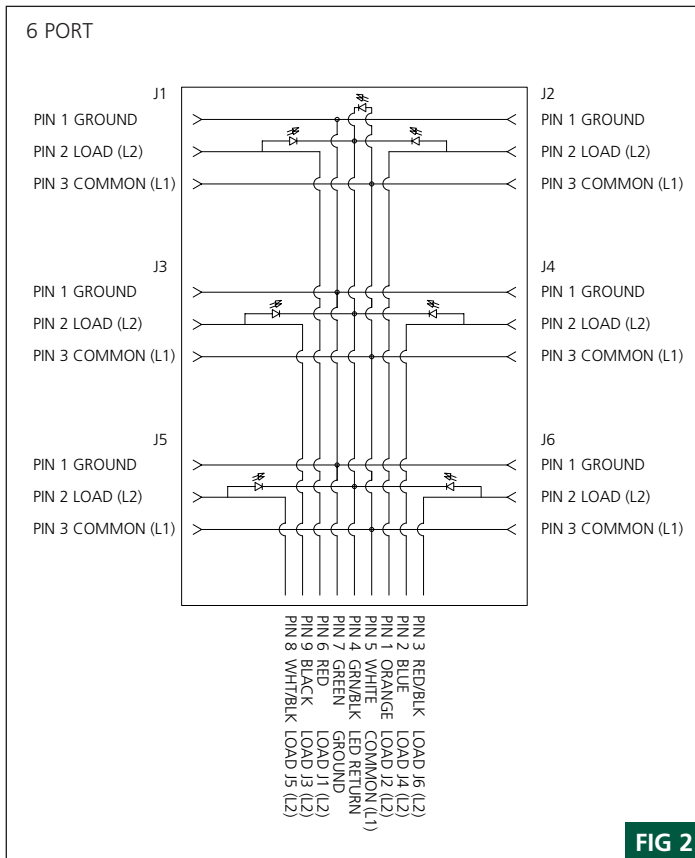 6 PORT
J1
J2
PIN 1 GROUND
PIN 1 GROUND
PIN 2 LOAD (L2)
PIN 2 LOAD (L2)
PIN 3 COMMON (L1)
PIN 3 COMMON (L1)
J3
J4
PIN 1 GROUND
PIN 1 GROUND
PIN 2 LOAD (L2)
PIN 2 LOAD (L2)
PIN 3 COMMON (L1)
PIN 3 COMMON (L1)
J5
J6
PIN 1 GROUND
PIN 1 GROUND
PIN 2 LOAD (L2)
PIN 2 LOAD (L2)
PIN 3 COMMON (L1)
PIN 3 COMMON (L1)
PIN 3 RED/BLK LOAD J6 (L2)
PIN 2 BLUE LOAD J4 (L2)
PIN 1 ORANGE LOAD J2 (L2)
PIN 5 WHITE COMMON (L1)
PIN 4 GRN/BLK LED RETURN
PIN 7 GREEN GROUND
PIN 6 RED LOAD J1 (L2)
PIN 9 BLACK LOAD J3 (L2)
PIN 8 WHT/BLK LOAD J5 (L2)
FIG 2